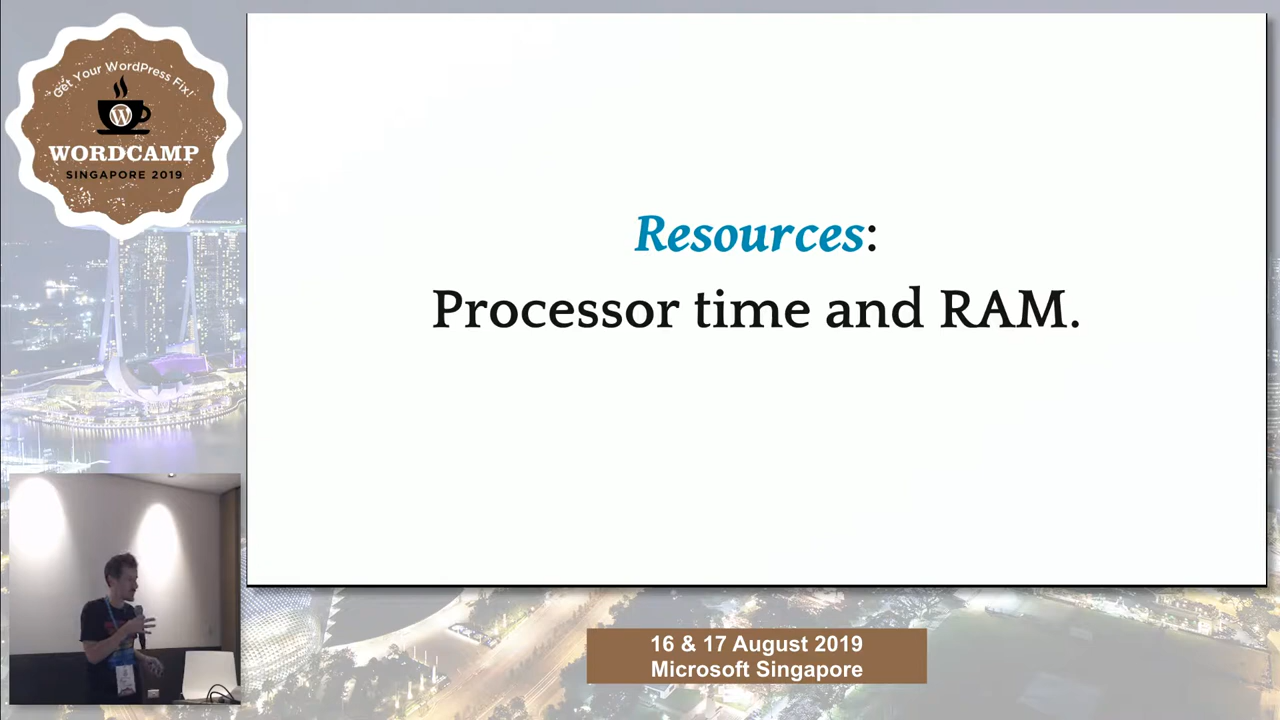 Get Your WordPress Fix!
W
WORDCAMP
SINGAPORE 2019
Resources:
Processor time and RAM.
16 & 17 August 2019
Microsoft Singapore